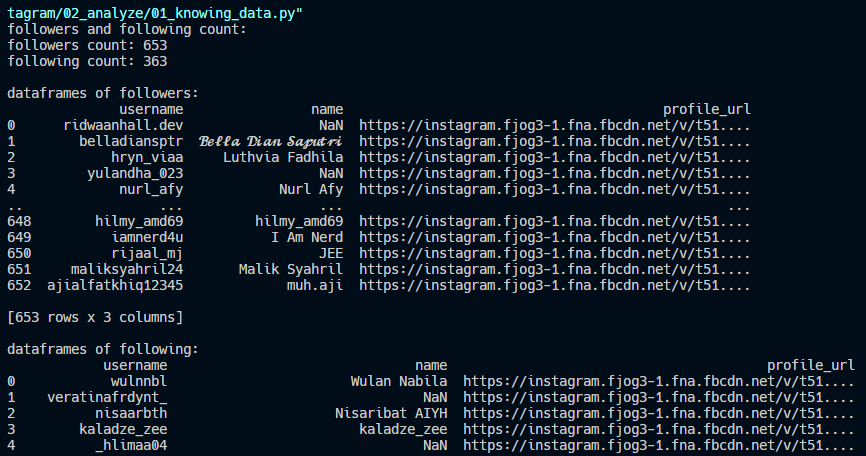 tagram/02_analyze/01_knowing_data.py"
followers and following count:
followers count: 653
following count: 363
dataframes of followers:
username name profile_url
0 ridwaanhall.dev NaN https://instagram.fjog3-1.fna.fbcdn.net/v/t51....
1 belladiansptr 𝓑𝓮𝓵𝓵𝓪 𝓓𝓲𝓪𝓷 𝓢𝓪𝓹𝓾𝓽𝓻𝓲 https://instagram.fjog3-1.fna.fbcdn.net/v/t51....
2 hryn_viaa Luthvia Fadhila https://instagram.fjog3-1.fna.fbcdn.net/v/t51....
3 yulandha_023 NaN https://instagram.fjog3-1.fna.fbcdn.net/v/t51....
4 nurl_afy Nurl Afy https://instagram.fjog3-1.fna.fbcdn.net/v/t51....
.. ... ... ...
648 hilmy_amd69 hilmy_amd69 https://instagram.fjog3-1.fna.fbcdn.net/v/t51....
649 iamnerd4u I Am Nerd https://instagram.fjog3-1.fna.fbcdn.net/v/t51....
650 rijaal_mj JEE https://instagram.fjog3-1.fna.fbcdn.net/v/t51....
651 maliksyahril24 Malik Syahril https://instagram.fjog3-1.fna.fbcdn.net/v/t51....
652 ajialfatkhiq12345 muh.aji https://instagram.fjog3-1.fna.fbcdn.net/v/t51....
[653 rows x 3 columns]
dataframes of following:
username name profile_url
0 wulnnbl Wulan Nabila https://instagram.fjog3-1.fna.fbcdn.net/v/t51....
1 veratinafrdynt_ NaN https://instagram.fjog3-1.fna.fbcdn.net/v/t51....
2 nisaarbth Nisaribat AIYH https://instagram.fjog3-1.fna.fbcdn.net/v/t51....
3 kaladze_zee kaladze_zee https://instagram.fjog3-1.fna.fbcdn.net/v/t51....
4 _hlimaa04 NaN https://instagram.fjog3-1.fna.fbcdn.net/v/t51....